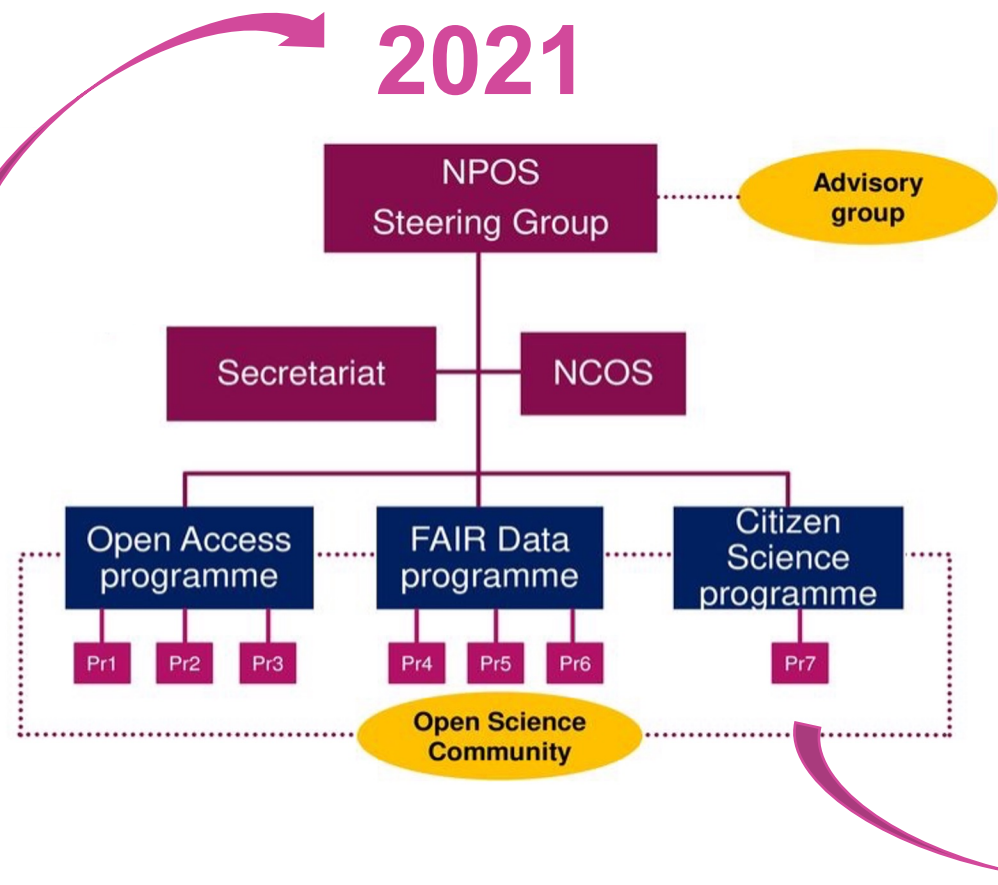 2021
NPOS
Steering Group
Advisory
group
Secretariat
NCOS
Open Access
programme
FAIR Data
programme
Citizen
Science
programme
Pr1
Pr2
Pr3
Pr4
Pr5
Pr6
Pr7
Open Science
Community